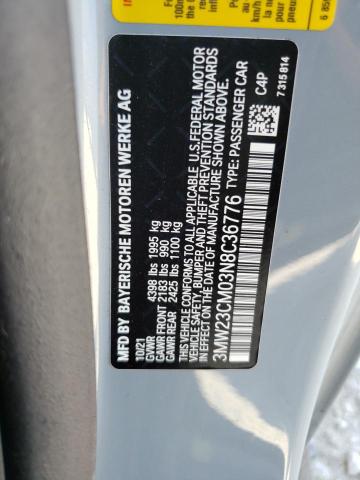 MFD BY BAYERISCHE MOTOREN WERKE AG
10/21
GVWR 4398 lbs 1995 kg
GAWR FRONT 2183 lbs 990 kg
GAWR REAR 2425 lbs 1100 kg
THIS VEHICLE CONFORMS TO ALL APPLICABLE U.S. FEDERAL MOTOR
VEHICLE SAFETY, BUMPER AND THEFT PREVENTION STANDARDS
IN EFFECT ON THE DATE OF MANUFACTURE SHOWN ABOVE.
3MW23CM03N8C36776 TYPE: PASSENGER CAR
C4P
7 315 814